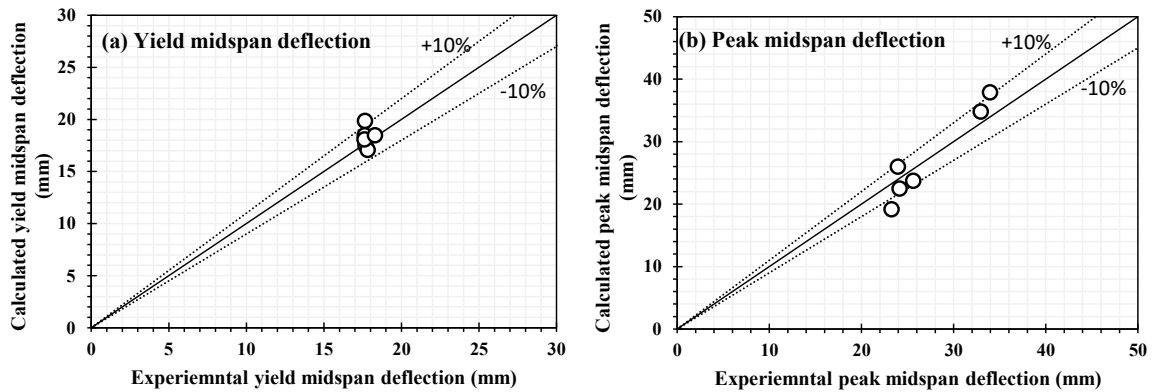 (a) Yield midspan deflection
+10%
-10%
30
25
20
15
10
5
0
0 5 10 15 20 25 30
Calculated yield midspan deflection
(mm)
Experiemntal yield midspan deflection (mm)
(b) Peak midspan deflection
+10%
-10%
50
40
30
20
10
0
0 10 20 30 40 50
Calculated peak midspan deflection
(mm)
Experiemntal peak midspan deflection (mm)